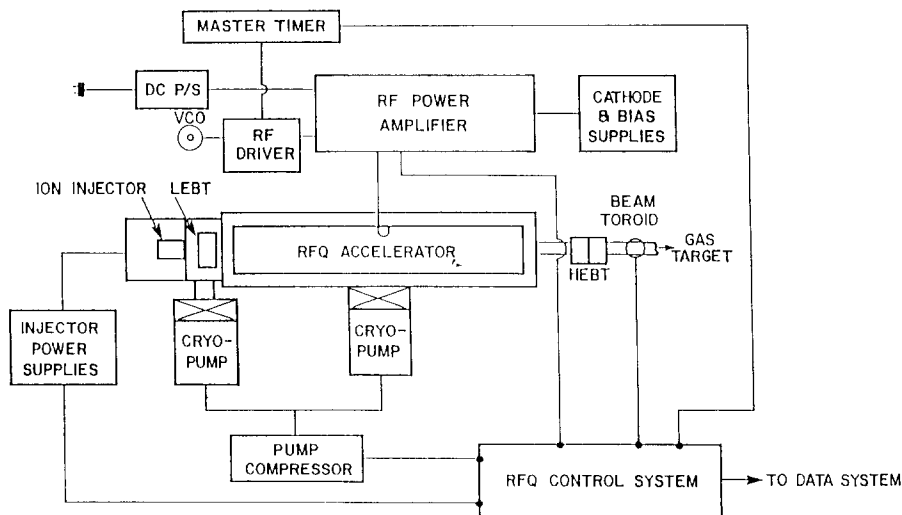 MASTER TIMER
DC P/S
RF POWER
AMPLIFIER
CATHODE
& BIAS
SUPPLIES
VCO
RF
DRIVER
ION INJECTOR
LEBT
BEAM
TOROID
RFQ ACCELERATOR
GAS
TARGET
HEBT
INJECTOR
POWER
SUPPLIES
CRYO-
PUMP
CRYO-
PUMP
PUMP
COMPRESSOR
RFQ CONTROL SYSTEM
TO DATA SYSTEM